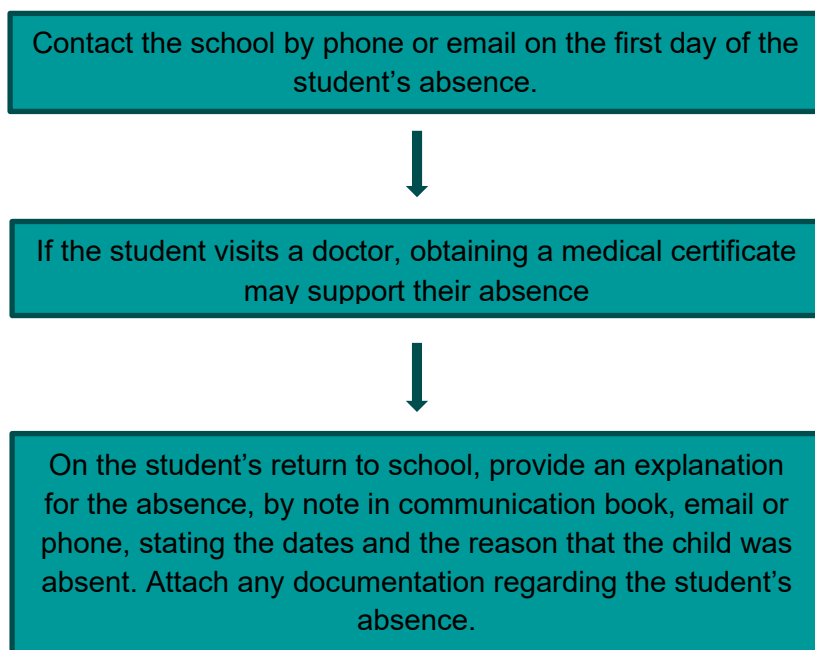 Contact the school by phone or email on the first day of the
student’s absence.
If the student visits a doctor, obtaining a medical certificate
may support their absence
On the student’s return to school, provide an explanation
for the absence, by note in communication book, email or
phone, stating the dates and the reason that the child was
absent. Attach any documentation regarding the student’s
absence.